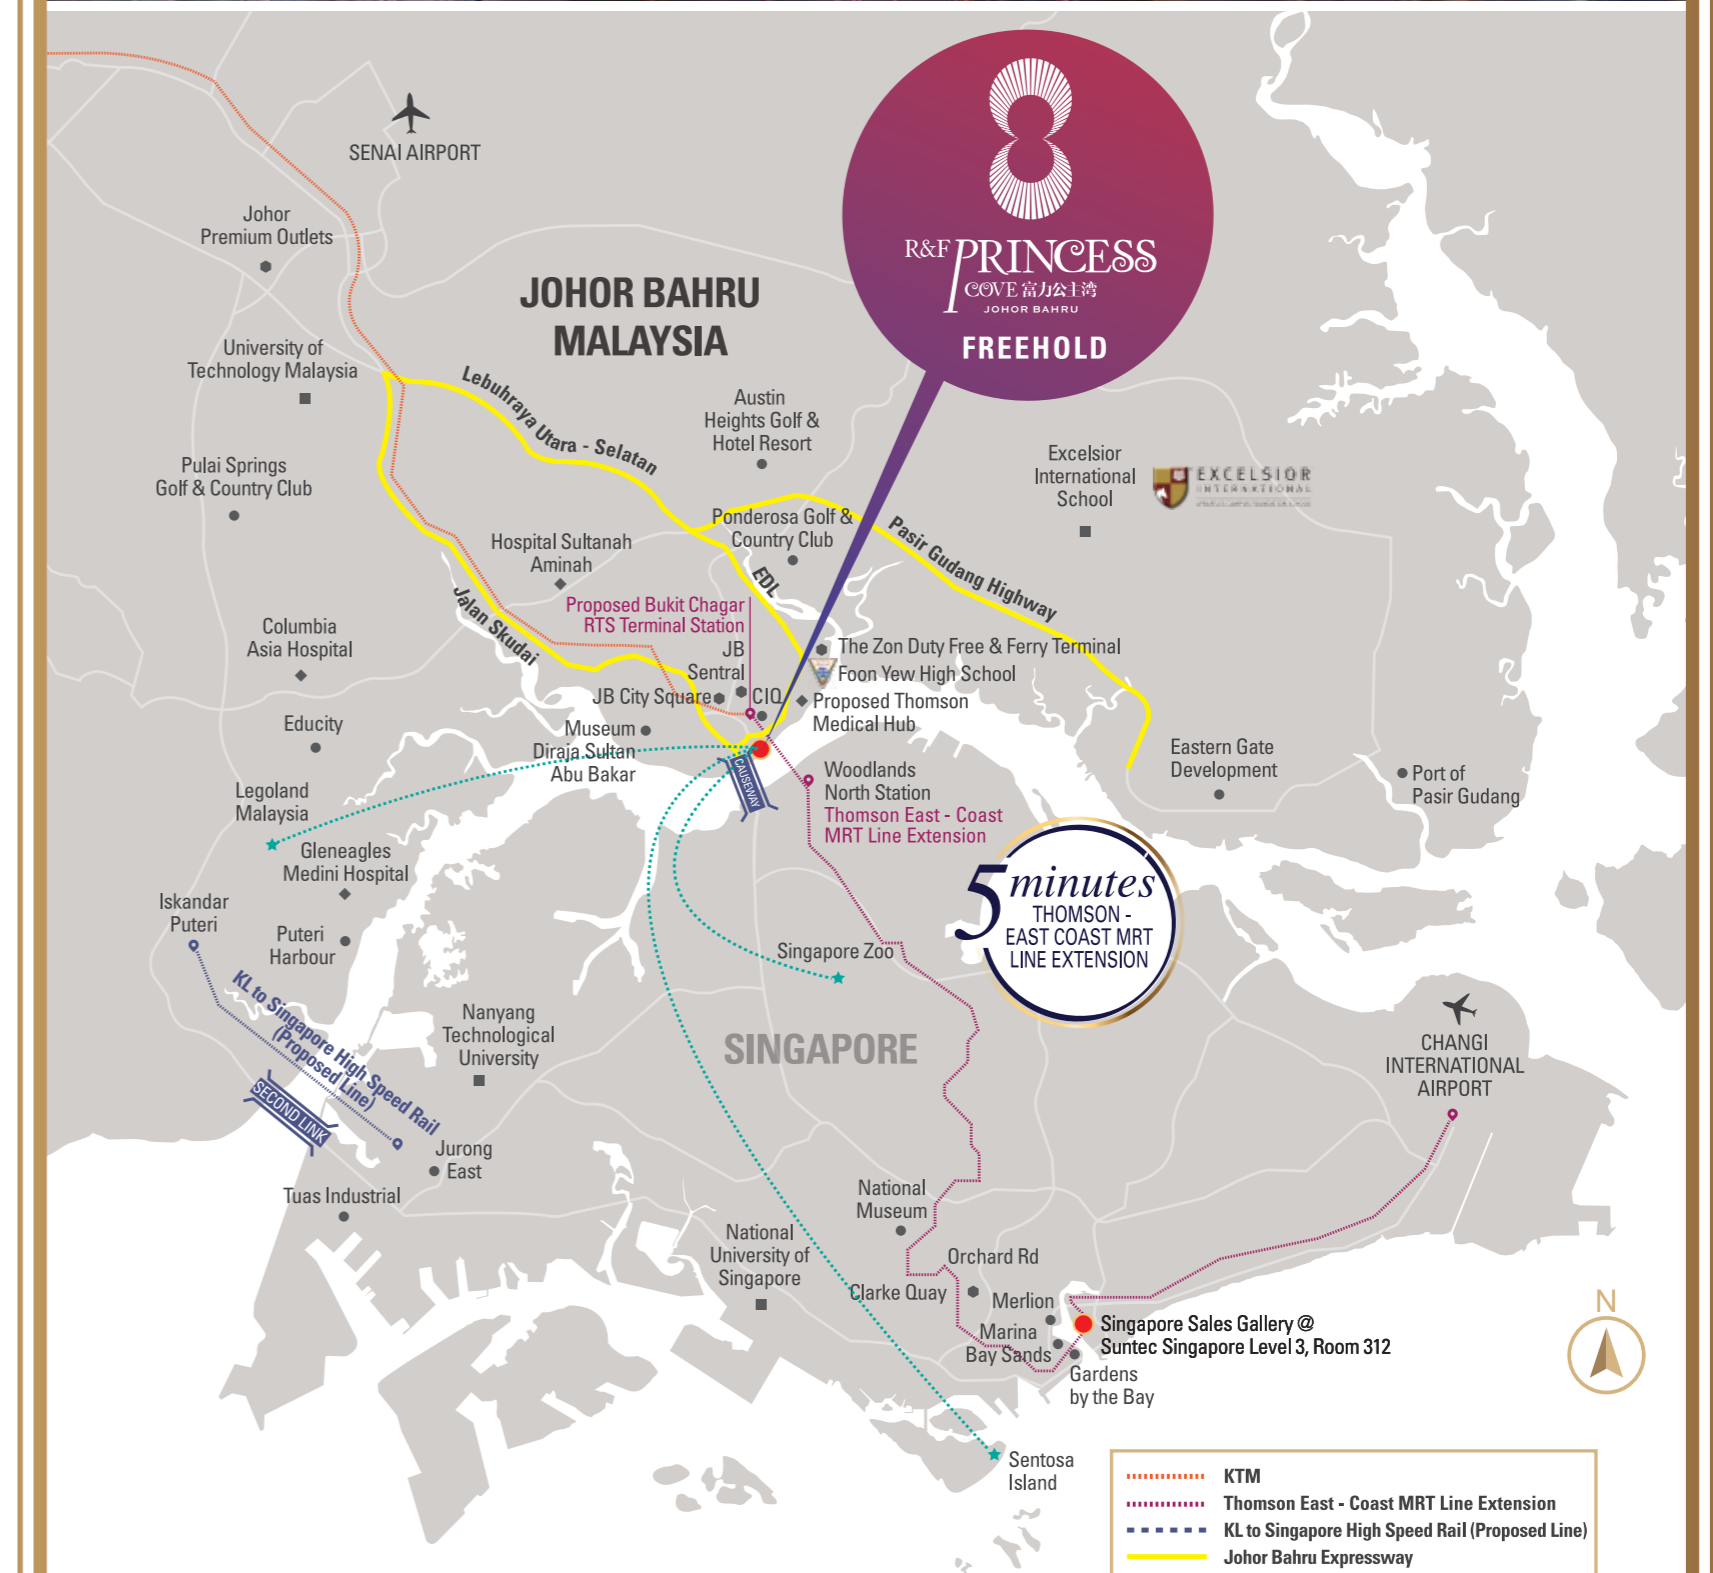 SENAI AIRPORT
Johor
Premium Outlets
JOHOR BAHRU
MALAYSIA
R&F PRINCESS
COVE 富力公主湾
JOHOR BAHRU
FREEHOLD
University of
Technology Malaysia
Lebuhraya Utara - Selatan
Austin
Heights Golf &
Hotel Resort
Pulai Springs
Golf & Country Club
Excelsior
International
School
EXCELSIOR
INTERNATIONAL
Ponderosa Golf &
Country Club
Pasir Gudang Highway
Hospital Sultanah
Aminah
EDL
Jalan Skudai
Proposed Bukit Chagar
RTS Terminal Station
Columbia
Asia Hospital
JB
Sentral
The Zon Duty Free & Ferry Terminal
Foon Yew High School
JB City Square
CIQ
Proposed Thomson
Medical Hub
Educity
Museum
Diraja Sultan
Abu Bakar
CAUSEWAY
Woodlands
North Station
Thomson East - Coast
MRT Line Extension
Eastern Gate
Development
Port of
Pasir Gudang
Legoland
Malaysia
Gleneagles
Medini Hospital
5 minutes
THOMSON -
EAST COAST MRT
LINE EXTENSION
Iskandar
Puteri
Puteri
Harbour
Singapore Zoo
KL to Singapore High Speed Rail
(Proposed Line)
SECOND LINK
Nanyang
Technological
University
SINGAPORE
CHANGI
INTERNATIONAL
AIRPORT
Jurong
East
Tuas Industrial
National
Museum
National
University of
Singapore
Orchard Rd
Clarke Quay
Merlion
Marina
Bay Sands
Singapore Sales Gallery @
Suntec Singapore Level 3, Room 312
Gardens
by the Bay
N
Sentosa
Island
KTM
Thomson East - Coast MRT Line Extension
KL to Singapore High Speed Rail (Proposed Line)
Johor Bahru Expressway